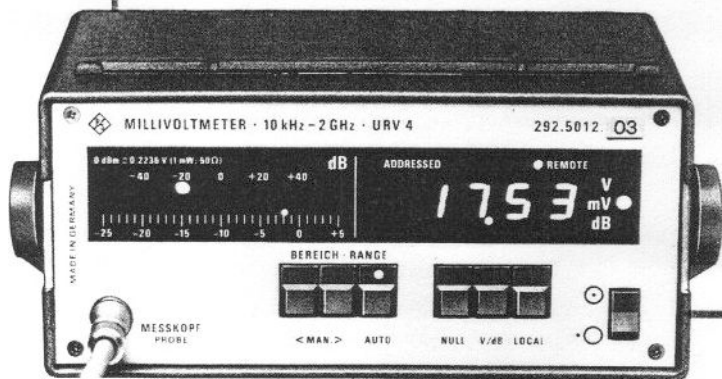 MILLIVOLTMETER · 10 kHz – 2 GHz · URV 4
292.5012. 03
0 dBm ≙ 0.2236 V (1 mW, 50Ω)
dB
-40 -20 0 +20 +40
-25 -20 -15 -10 -5 0 +5
ADDRESSED
REMOTE
17.53
V
mV
dB
MADE IN GERMANY
BEREICH · RANGE
< MAN. > AUTO
NULL V/dB LOCAL
MESSKOPF
PROBE